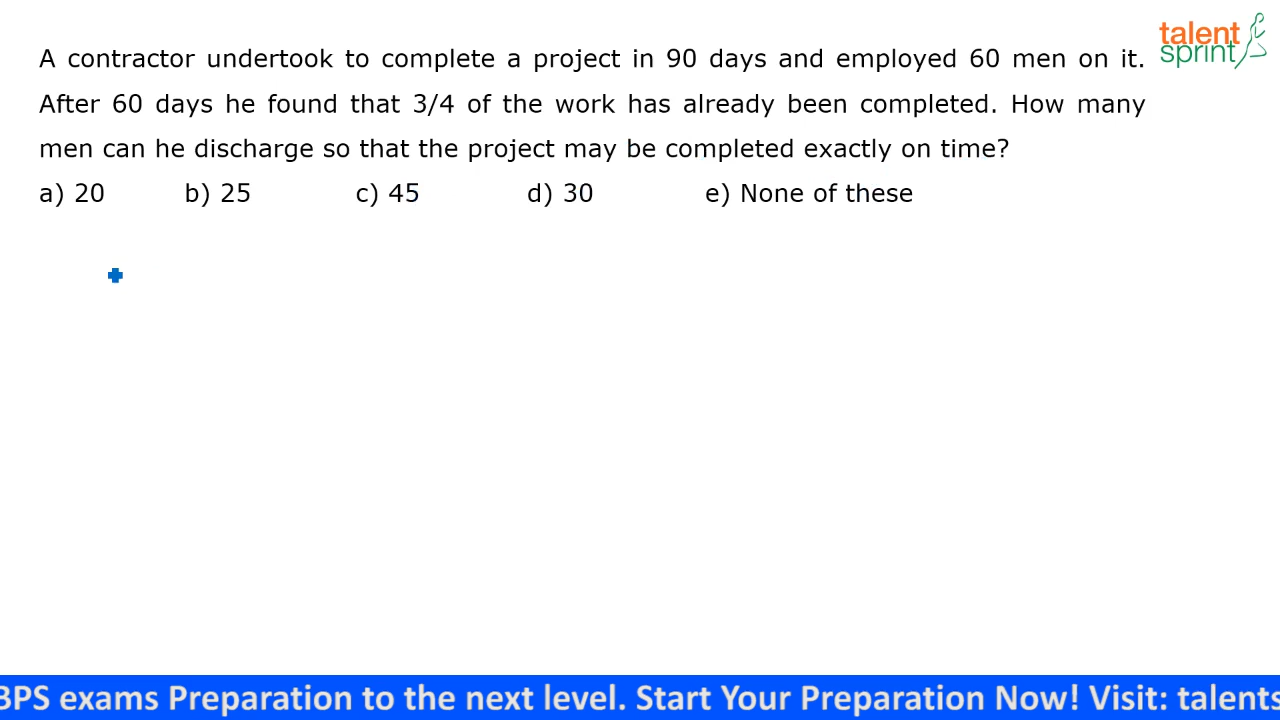 talent
sprint
A contractor undertook to complete a project in 90 days and employed 60 men on it.
After 60 days he found that 3/4 of the work has already been completed. How many
men can he discharge so that the project may be completed exactly on time?
a) 20 b) 25 c) 45 d) 30 e) None of these
BPS exams Preparation to the next level. Start Your Preparation Now! Visit: talents